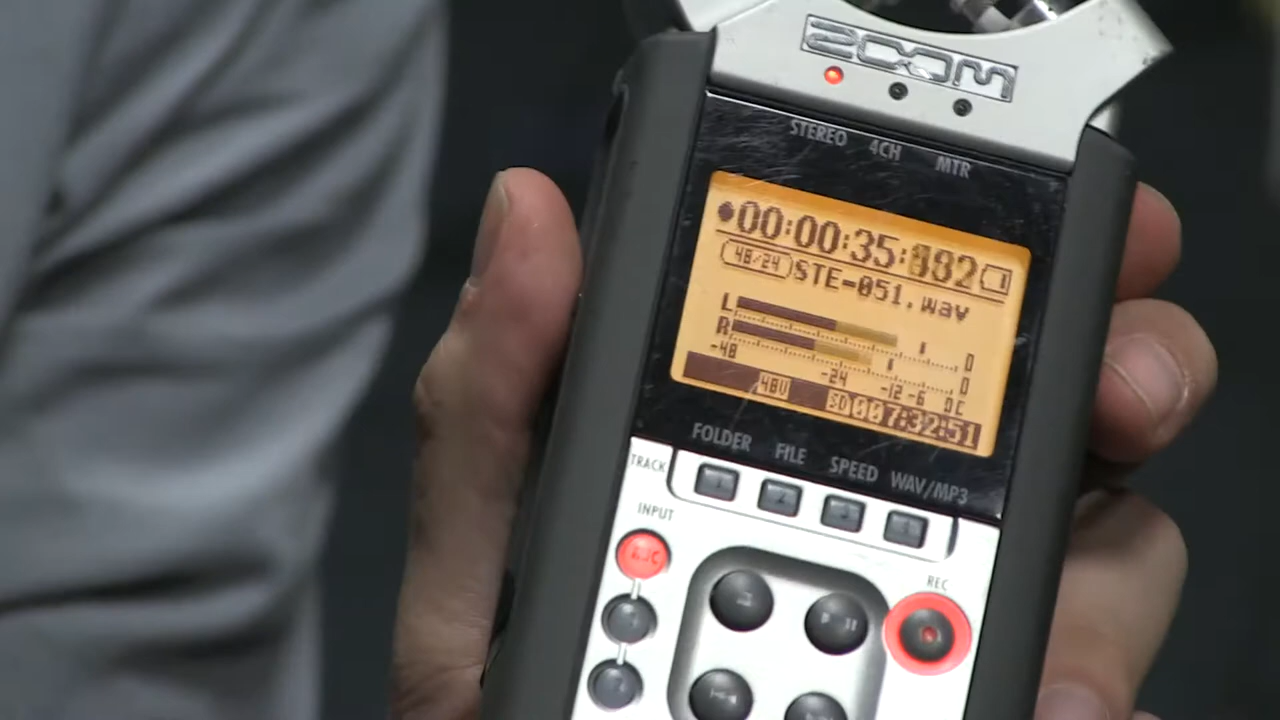 ZOOM
STEREO 4CH MTR
00:00:35:882
48/24 STE-051.wav
L 0
R 0
-48 -24 -12 -6 0
48V SD 007:32:51
FOLDER FILE SPEED WAV/MP3
TRACK
INPUT
REC